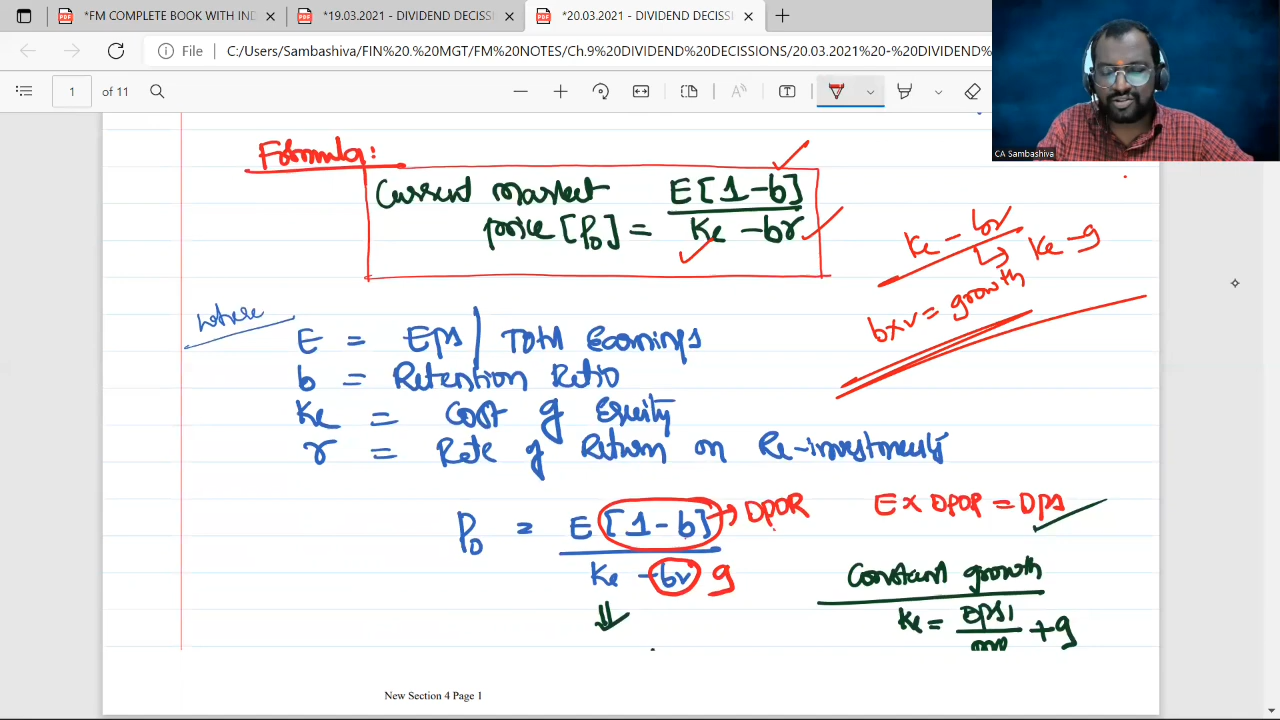 *FM COMPLETE BOOK WITH IND
*19.03.2021 - DIVIDEND DECISSI
*20.03.2021 - DIVIDEND DECISSI
File
C:/Users/Sambashiva/FIN%20.%20MGT/FM%20NOTES/Ch.9%20DIVIDEND%20DECISSIONS/20.03.2021%20-%20DIVIDEND%
1 of 11
CA Sambashiva
Formula:
Current market E[1-b]
price [P0] = Ke - br
Ke - br
Ke - g
b x r = growth
where
E = EPS | Total Earnings
b = Retention Ratio
Ke = Cost of Equity
r = Rate of Return on Re-investments
P0 = E [1-b] DPOR
Ke - br g
E x DPOP = DPS
Constant growth
Ke = DPS1 + g
MP
New Section 4 Page 1